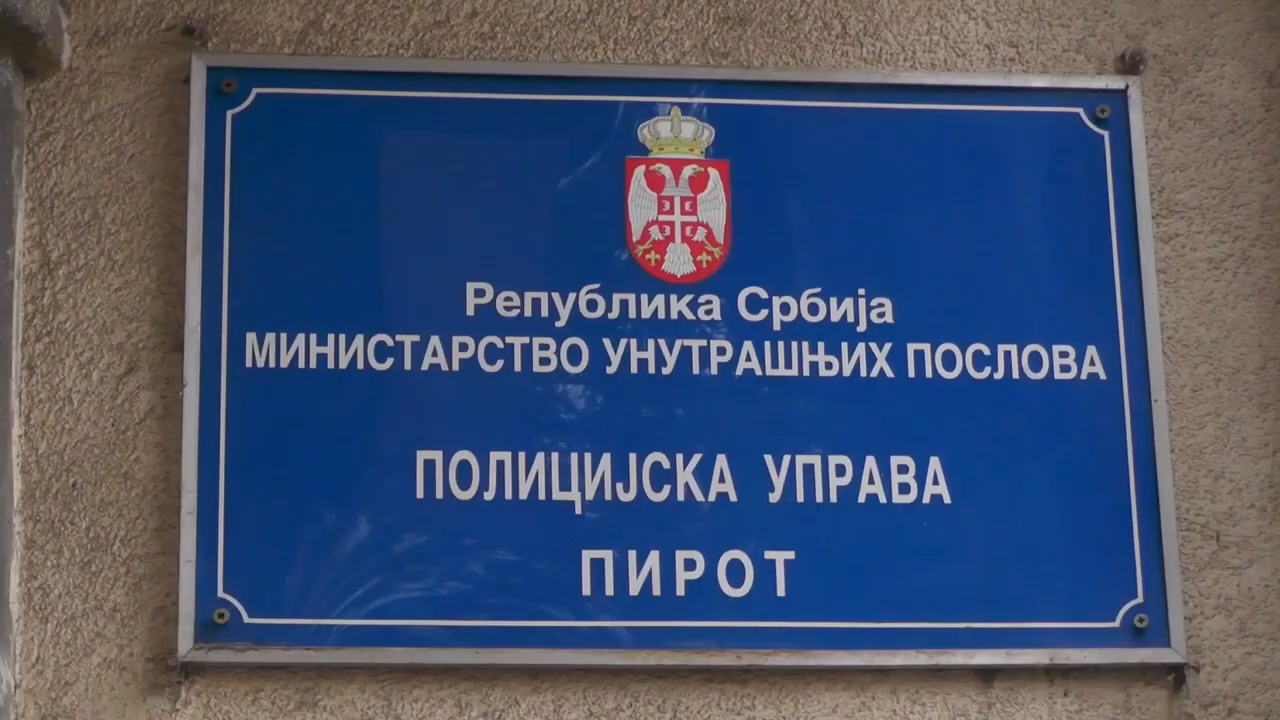 Република Србија
МИНИСТАРСТВО УНУТРАШЊИХ ПОСЛОВА
ПОЛИЦИЈСКА УПРАВА
ПИРОТ